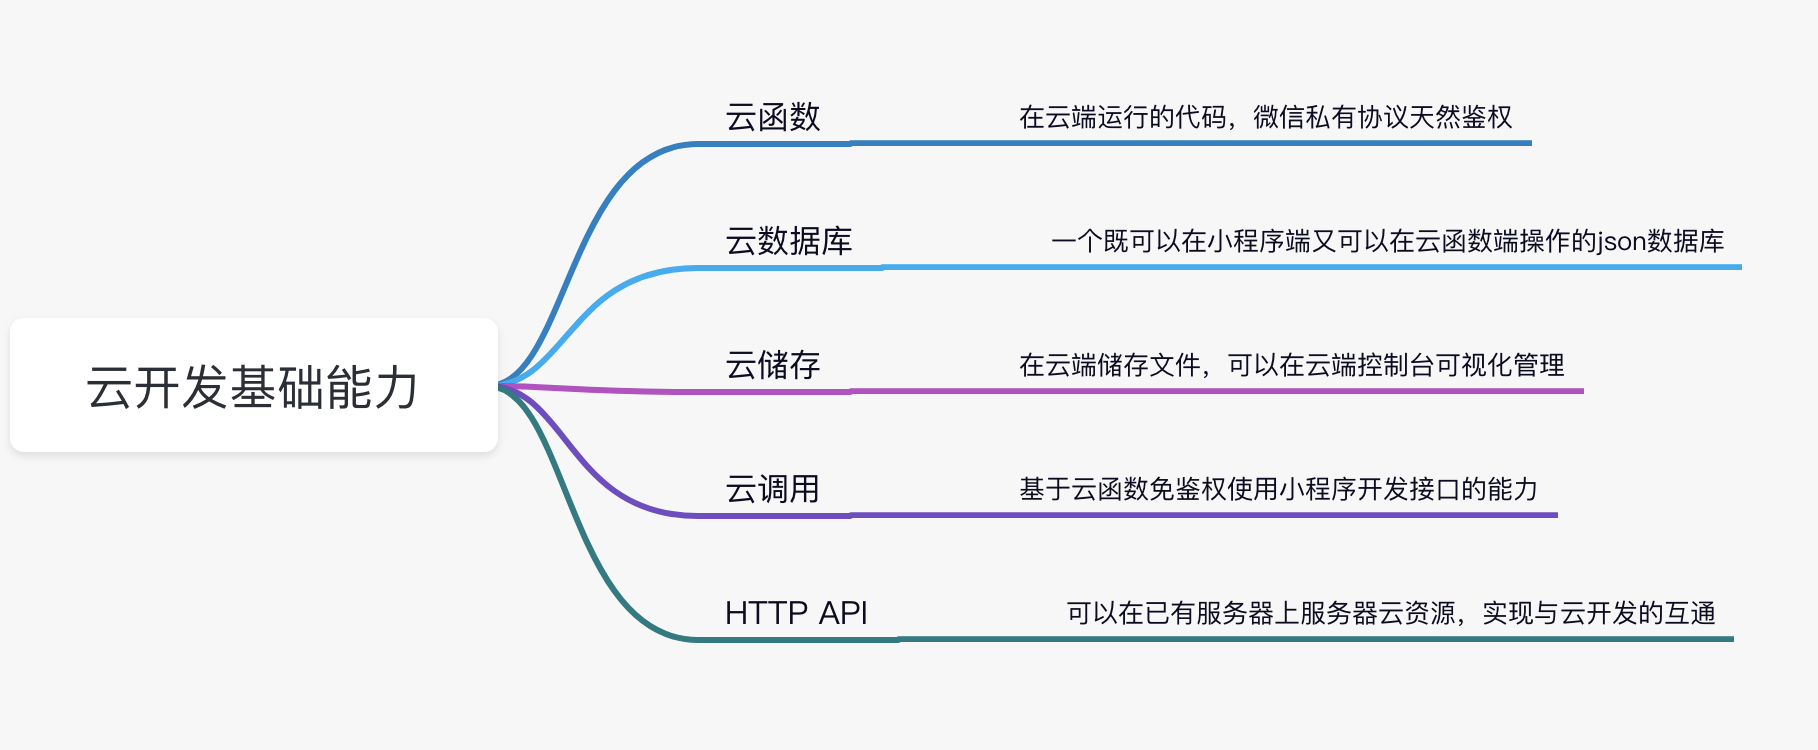 云开发基础能力
云函数
在云端运行的代码，微信私有协议天然鉴权
云数据库
一个既可以在小程序端又可以在云函数端操作的json数据库
云储存
在云端储存文件，可以在云端控制台可视化管理
云调用
基于云函数免鉴权使用小程序开发接口的能力
HTTP API
可以在已有服务器上服务器云资源，实现与云开发的互通